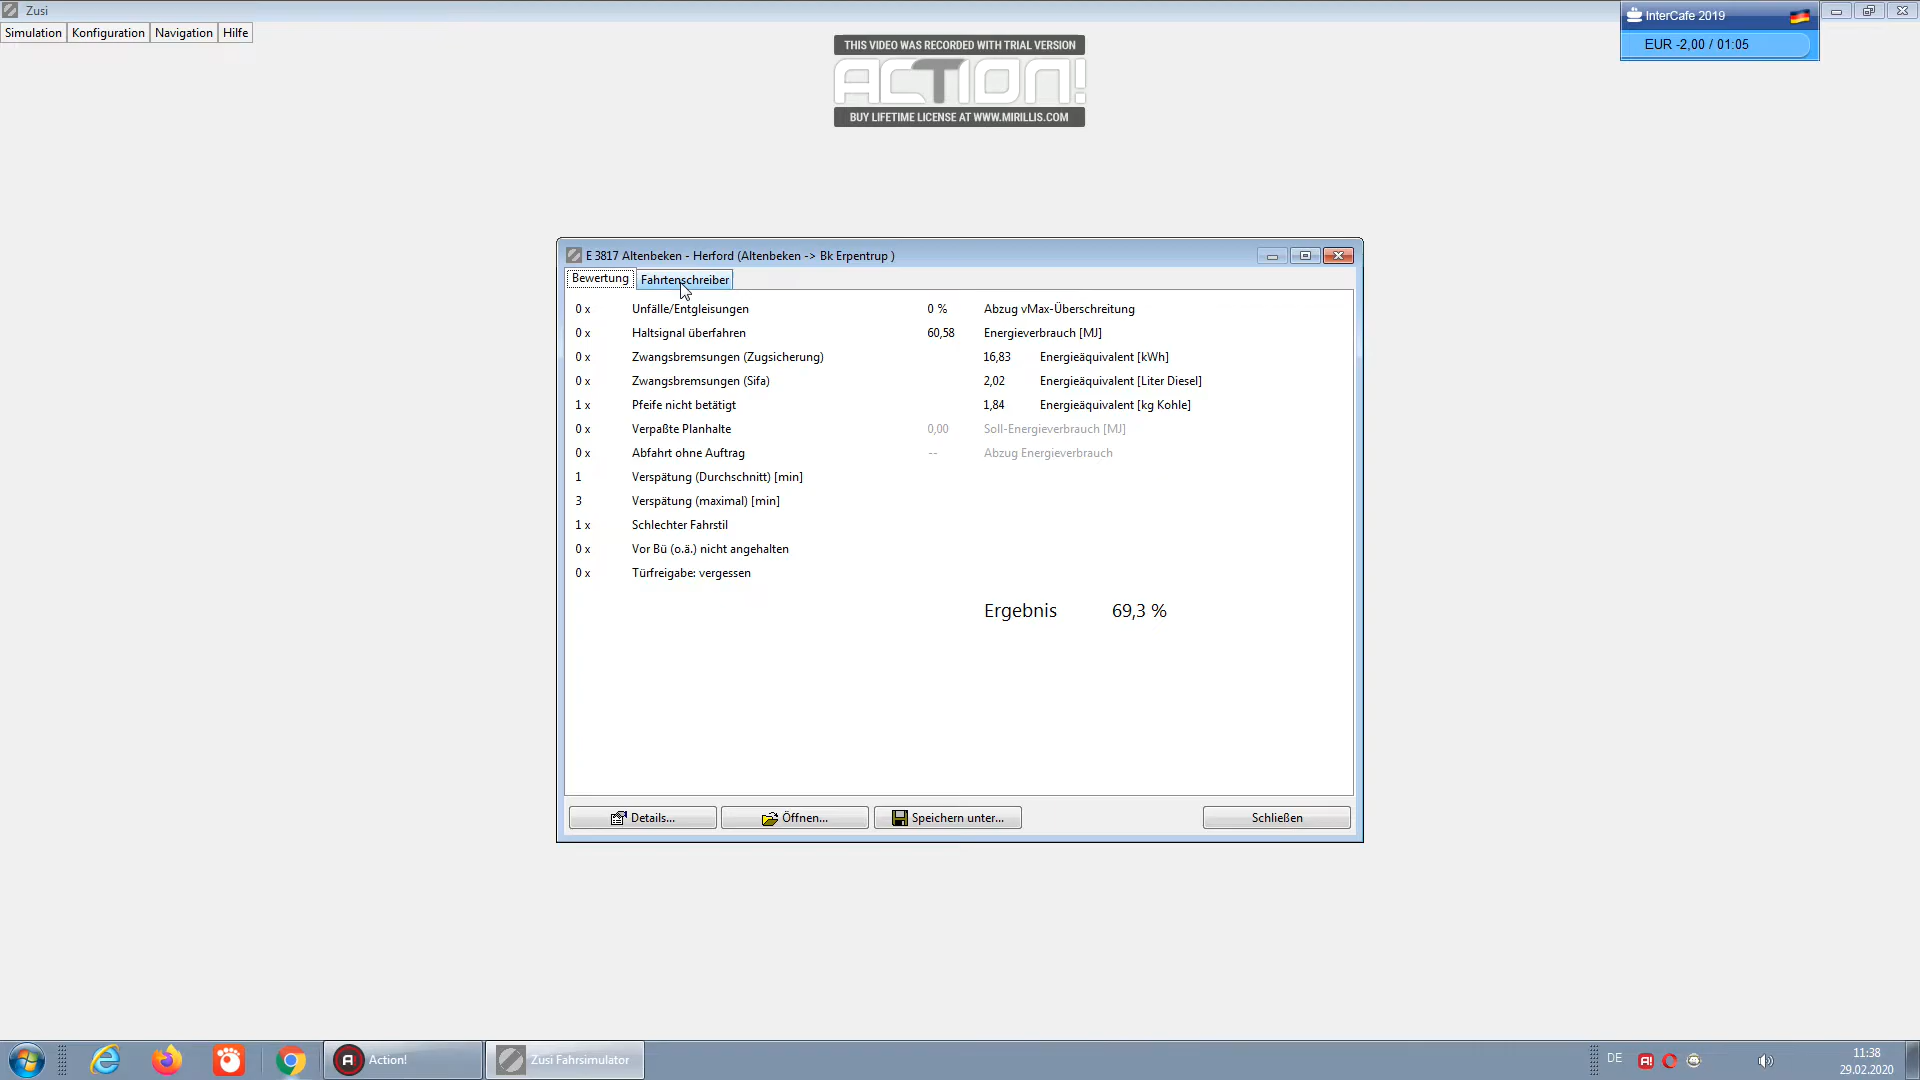 Zusi
Simulation Konfiguration Navigation Hilfe
InterCafe 2019
EUR -2,00 / 01:05
THIS VIDEO WAS RECORDED WITH TRIAL VERSION
ACTION!
BUY LIFETIME LICENSE AT WWW.MIRILLIS.COM
E 3817 Altenbeken - Herford (Altenbeken -> Bk Erpentrup )
Bewertung Fahrtenschreiber
0 x Unfälle/Entgleisungen 0 % Abzug vMax-Überschreitung
0 x Haltsignal überfahren 60,58 Energieverbrauch [MJ]
0 x Zwangsbremsungen (Zugsicherung) 16,83 Energieäquivalent [kWh]
0 x Zwangsbremsungen (Sifa) 2,02 Energieäquivalent [Liter Diesel]
1 x Pfeife nicht betätigt 1,84 Energieäquivalent [kg Kohle]
0 x Verpaßte Planhalte 0,00 Soll-Energieverbrauch [MJ]
0 x Abfahrt ohne Auftrag -- Abzug Energieverbrauch
1 Verspätung (Durchschnitt) [min]
3 Verspätung (maximal) [min]
1 x Schlechter Fahrstil
0 x Vor Bü (o.ä.) nicht angehalten
0 x Türfreigabe: vergessen
Ergebnis 69,3 %
Details... Öffnen... Speichern unter... Schließen
Action! Zusi Fahrsimulator DE 11:38
29.02.2020